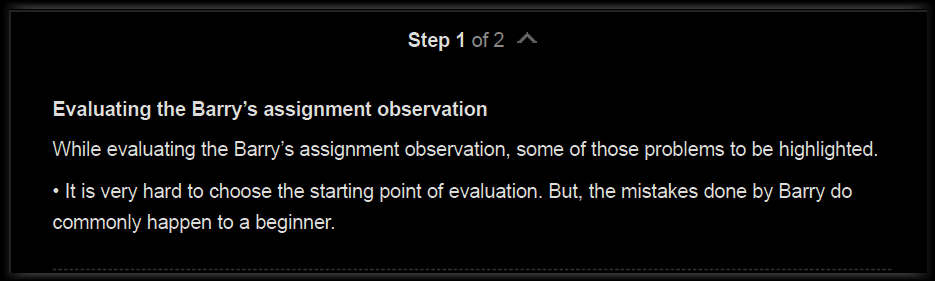 Step 1 of 2
Evaluating the Barry’s assignment observation
While evaluating the Barry’s assignment observation, some of those problems to be highlighted.
• It is very hard to choose the starting point of evaluation. But, the mistakes done by Barry do
commonly happen to a beginner.